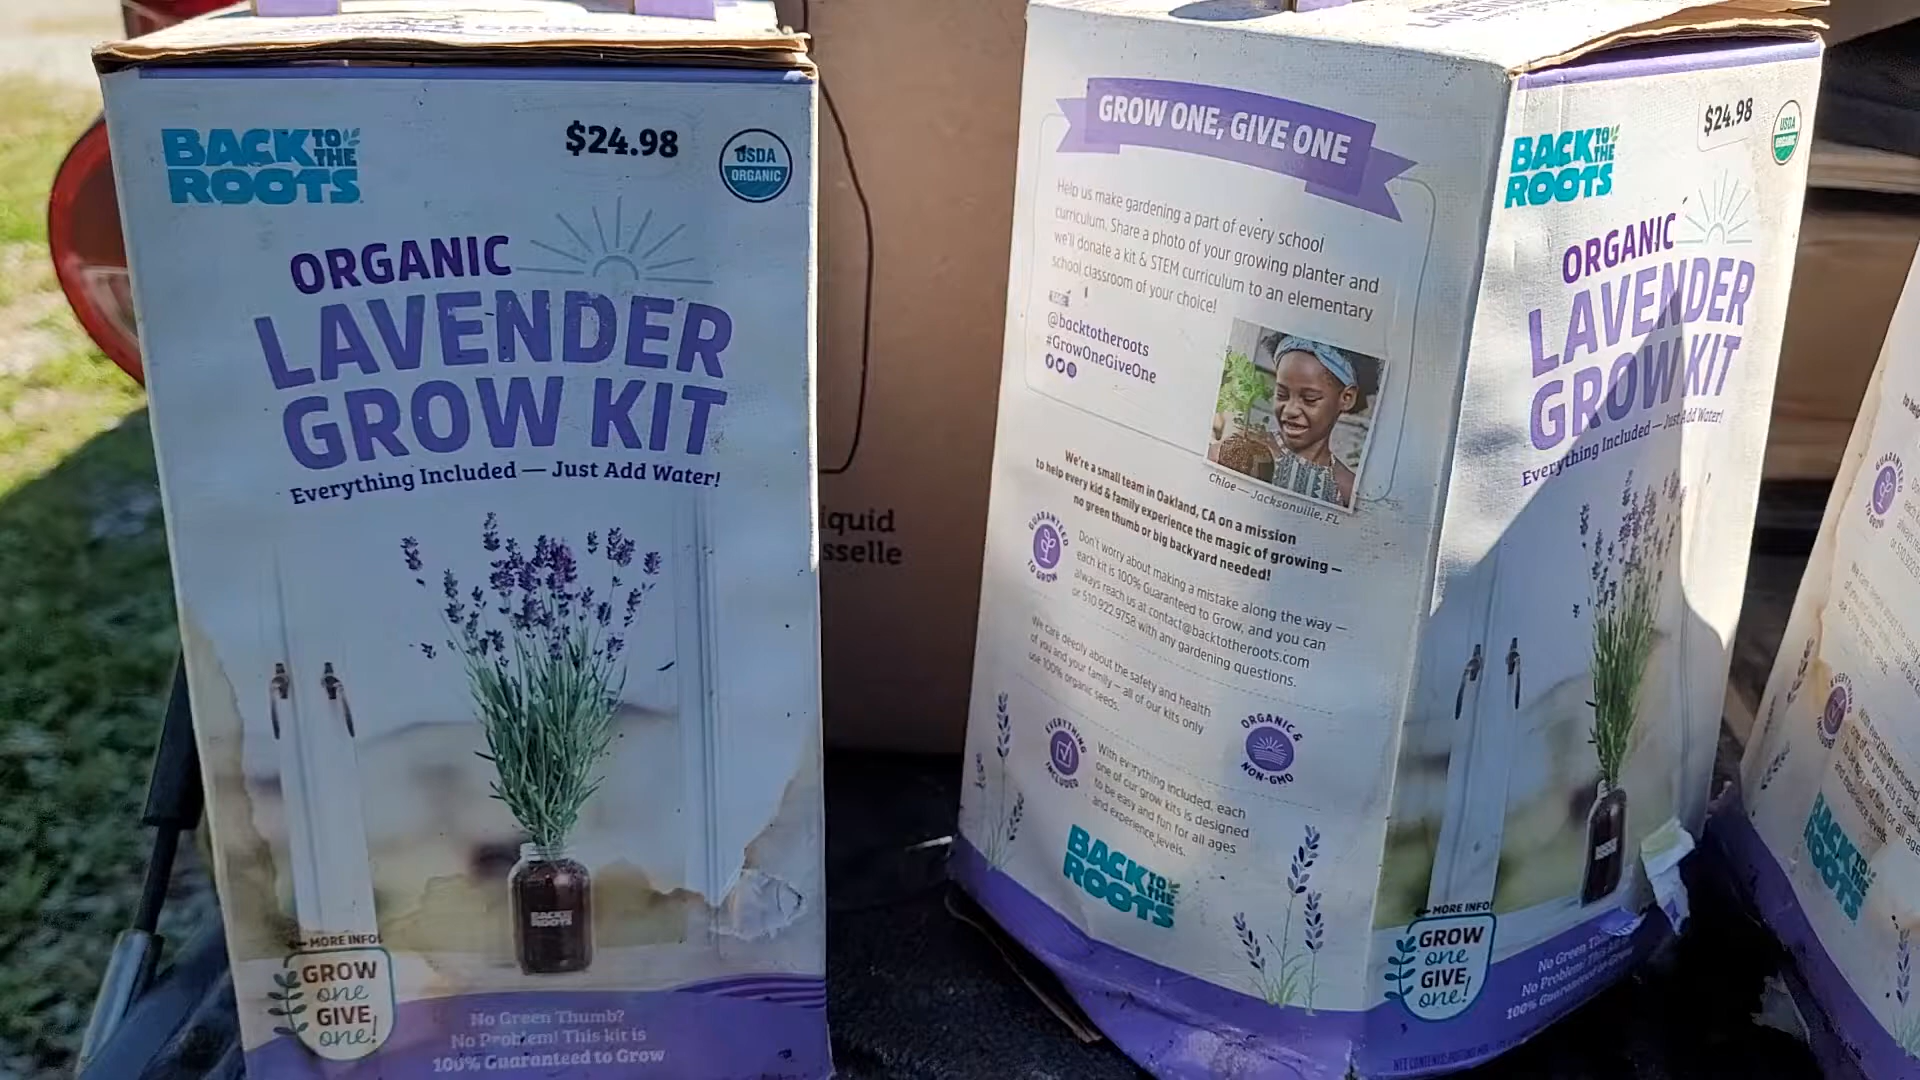 BACK TO THE ROOTS
$24.98
USDA
ORGANIC
ORGANIC
LAVENDER
GROW KIT
Everything Included — Just Add Water!
BACK TO THE ROOTS
MORE INFO!
GROW
one
GIVE
one!
No Green Thumb?
No Problem! This kit is
100% Guaranteed to Grow
iquid
sselle
GROW ONE, GIVE ONE
Help us make gardening a part of every school
curriculum. Share a photo of your growing planter and
we'll donate a kit & STEM curriculum to an elementary
school classroom of your choice!
@backtotheroots
#GrowOneGiveOne
Chloe — Jacksonville, FL
We're a small team in Oakland, CA on a mission
to help every kid & family experience the magic of growing —
no green thumb or big backyard needed!
GUARANTEED
TO GROW
Don't worry about making a mistake along the way —
each kit is 100% Guaranteed to Grow, and you can
always reach us at contact@backtotheroots.com
or 510.922.9758 with any gardening questions.
We care deeply about the safety and health
of you and your family — all of our kits only
use 100% organic seeds.
ORGANIC &
NON-GMO
EVERYTHING
INCLUDED
With everything included, each
one of our grow kits is designed
to be easy and fun for all ages
and experience levels.
BACK TO THE ROOTS
BACK TO THE ROOTS
$24.98
USDA
ORGANIC
ORGANIC
LAVENDER
GROW KIT
Everything Included — Just Add Water!
MORE INFO!
GROW
one
GIVE
one!
No Green
No Problem! This
100% Guaranteed to Grow
GUARANTEED
TO GROW
EVERYTHING
INCLUDED
BACK TO THE ROOTS